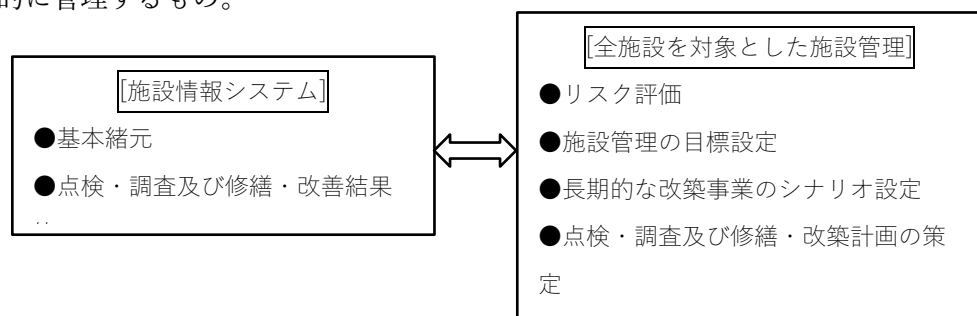 的に管理するもの。
[施設情報システム]
●基本緒元
●点検・調査及び修繕・改善結果
[全施設を対象とした施設管理]
●リスク評価
●施設管理の目標設定
●長期的な改築事業のシナリオ設定
●点検・調査及び修繕・改築計画の策
定